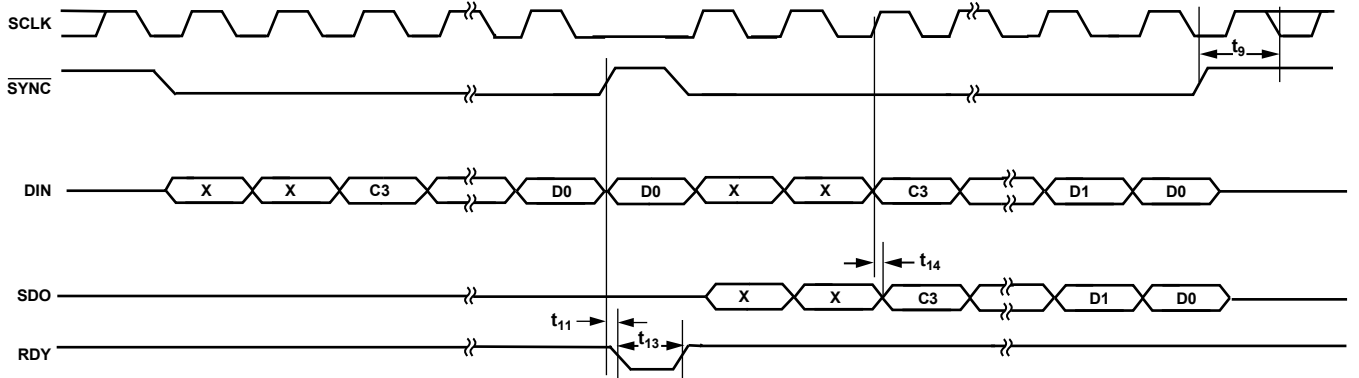 SCLK
t9
SYNC
DIN X X C3 D0 D0 X X C3 D1 D0
t14
SDO X X C3 D1 D0
t11 t13
RDY